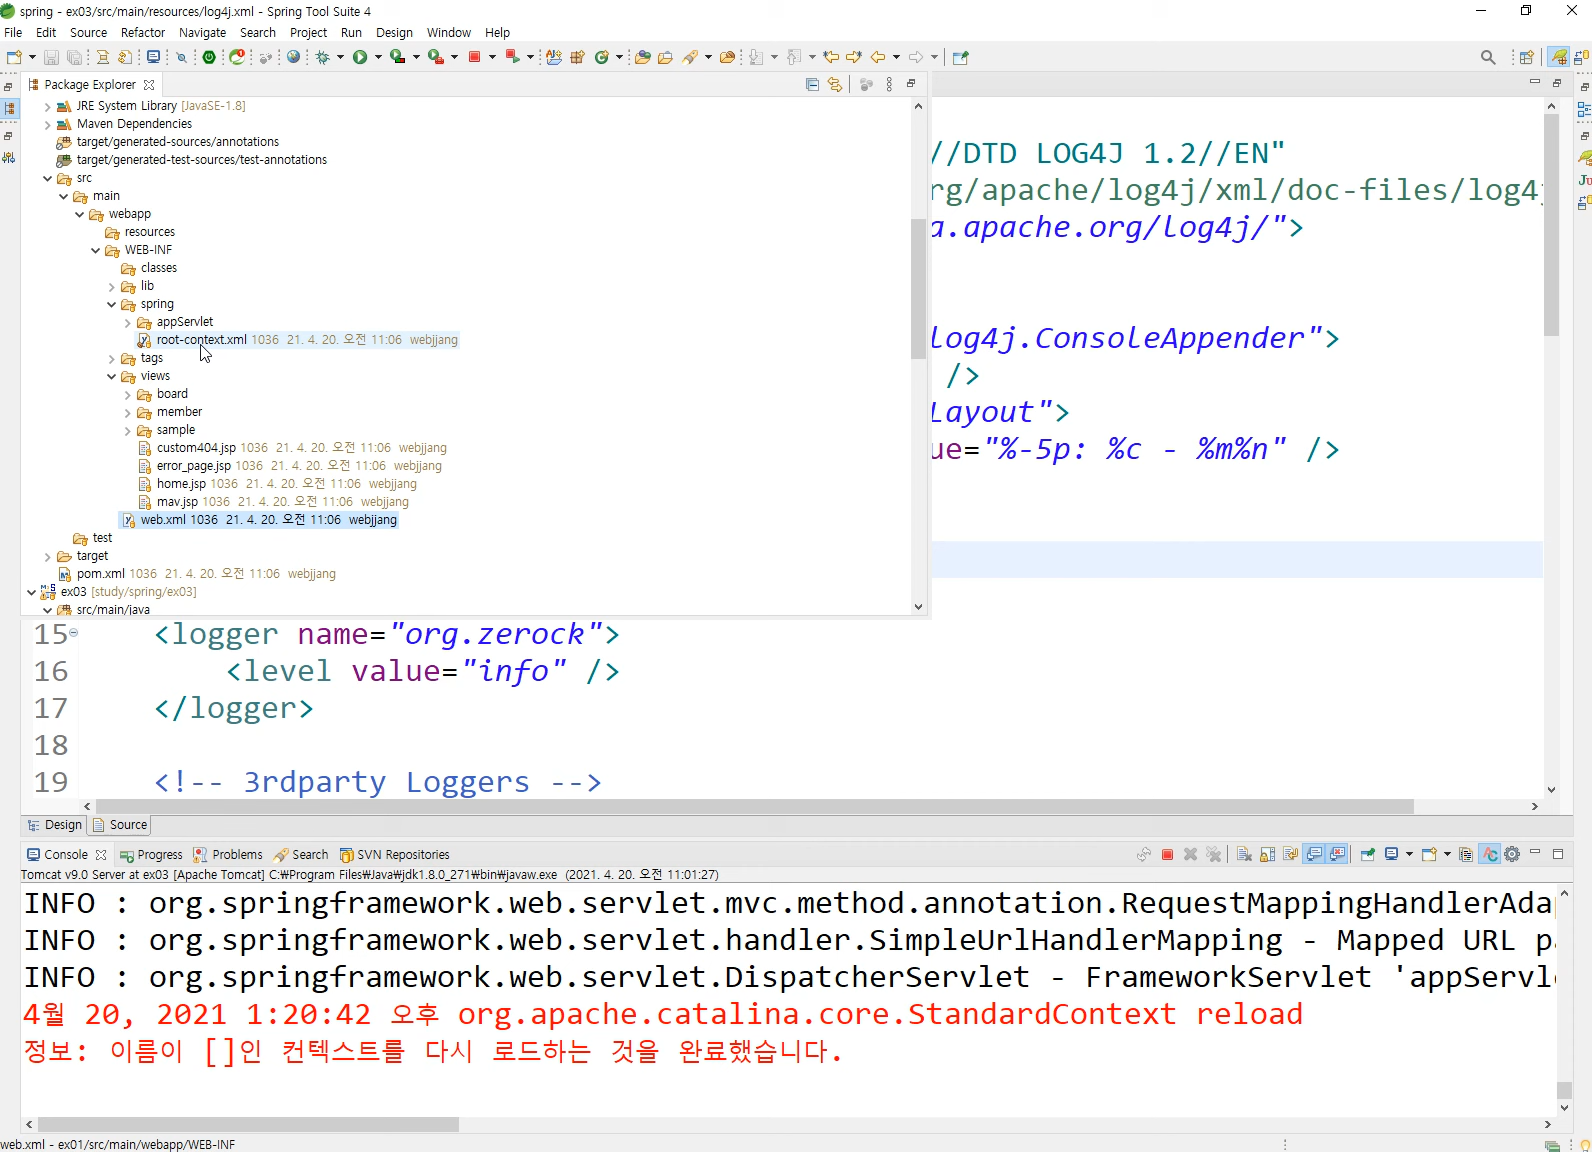 spring - ex03/src/main/resources/log4j.xml - Spring Tool Suite 4
File Edit Source Refactor Navigate Search Project Run Design Window Help
Package Explorer
JRE System Library [JavaSE-1.8]
Maven Dependencies
target/generated-sources/annotations
target/generated-test-sources/test-annotations
src
main
webapp
resources
WEB-INF
classes
lib
spring
appServlet
root-context.xml 1036 21. 4. 20. 오전 11:06 webjjang
tags
views
board
member
sample
custom404.jsp 1036 21. 4. 20. 오전 11:06 webjjang
error_page.jsp 1036 21. 4. 20. 오전 11:06 webjjang
home.jsp 1036 21. 4. 20. 오전 11:06 webjjang
mav.jsp 1036 21. 4. 20. 오전 11:06 webjjang
web.xml 1036 21. 4. 20. 오전 11:06 webjjang
test
target
pom.xml 1036 21. 4. 20. 오전 11:06 webjjang
ex03 [study/spring/ex03]
src/main/java
//DTD LOG4J 1.2//EN"
rg/apache/log4j/xml/doc-files/log4j
a.apache.org/log4j/">
log4j.ConsoleAppender">
/>
Layout">
ue="%-5p: %c - %m%n" />
15 <logger name="org.zerock">
16 <level value="info" />
17 </logger>
18
19 <!-- 3rdparty Loggers -->
Design Source
Console Progress Problems Search SVN Repositories
Tomcat v9.0 Server at ex03 [Apache Tomcat] C:₩Program Files₩Java₩jdk1.8.0_271₩bin₩javaw.exe (2021. 4. 20. 오전 11:01:27)
INFO : org.springframework.web.servlet.mvc.method.annotation.RequestMappingHandlerAda
INFO : org.springframework.web.servlet.handler.SimpleUrlHandlerMapping - Mapped URL pa
INFO : org.springframework.web.servlet.DispatcherServlet - FrameworkServlet 'appServl
4월 20, 2021 1:20:42 오후 org.apache.catalina.core.StandardContext reload
정보: 이름이 []인 컨텍스트를 다시 로드하는 것을 완료했습니다.
web.xml - ex01/src/main/webapp/WEB-INF